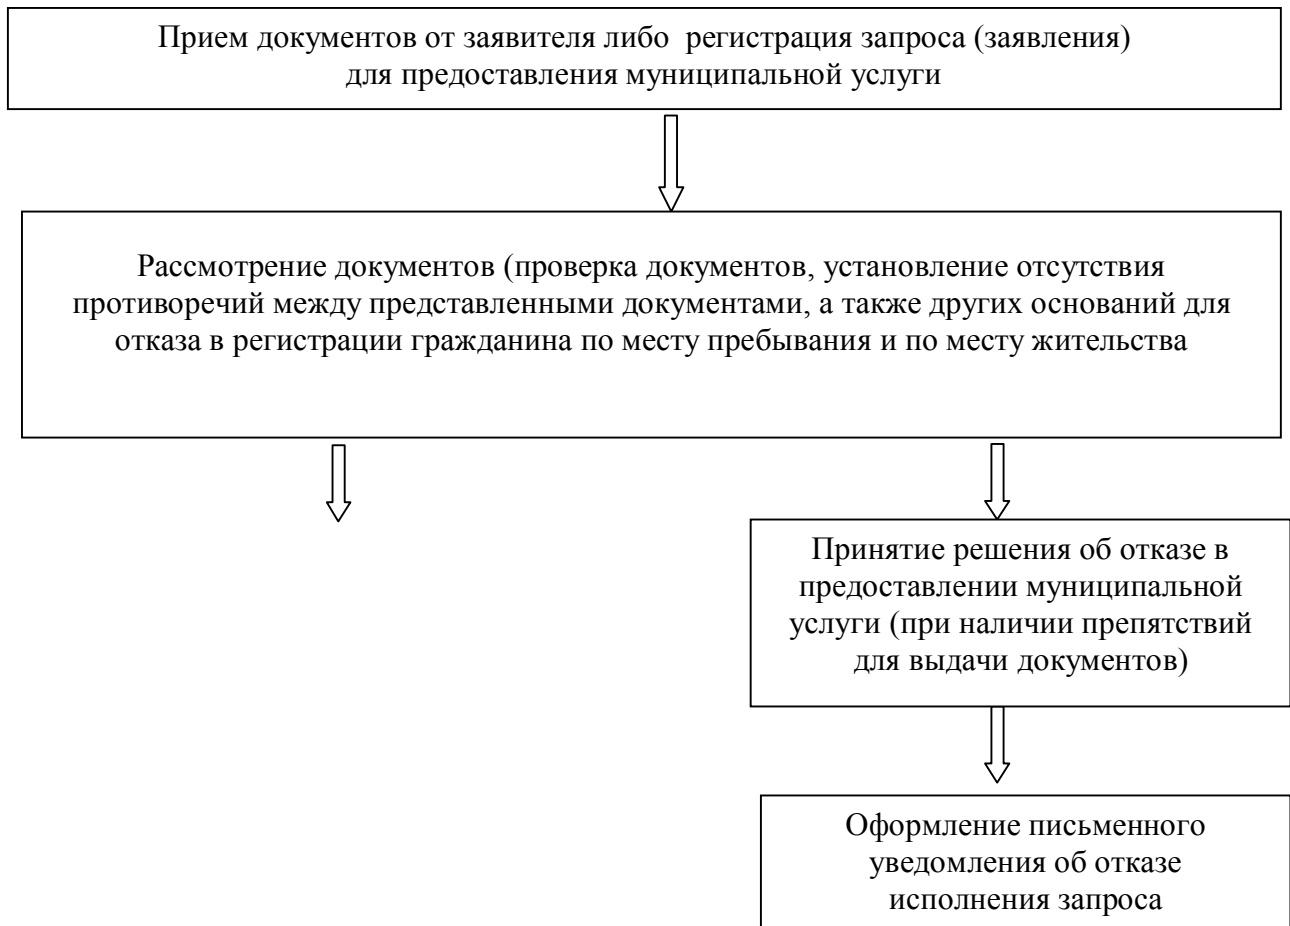 Прием документов от заявителя либо  регистрация запроса (заявления)
для предоставления муниципальной услуги
Рассмотрение документов (проверка документов, установление отсутствия
противоречий между представленными документами, а также других оснований для
отказа в регистрации гражданина по месту пребывания и по месту жительства
Принятие решения об отказе в
предоставлении муниципальной
услуги (при наличии препятствий
для выдачи документов)
Оформление письменного
уведомления об отказе
исполнения запроса